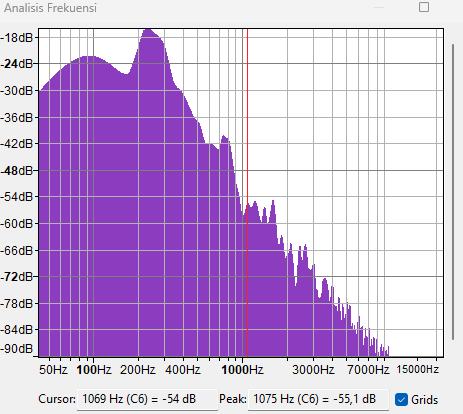 Analisis Frekuensi
-18dB
-24dB
-30dB
-36dB
-42dB
-48dB
-54dB
-60dB
-66dB
-72dB
-78dB
-84dB
-90dB
50Hz 100Hz 200Hz 400Hz 1000Hz 3000Hz 7000Hz 15000Hz
Cursor: 1069 Hz (C6) = -54 dB Peak: 1075 Hz (C6) = -55,1 dB Grids